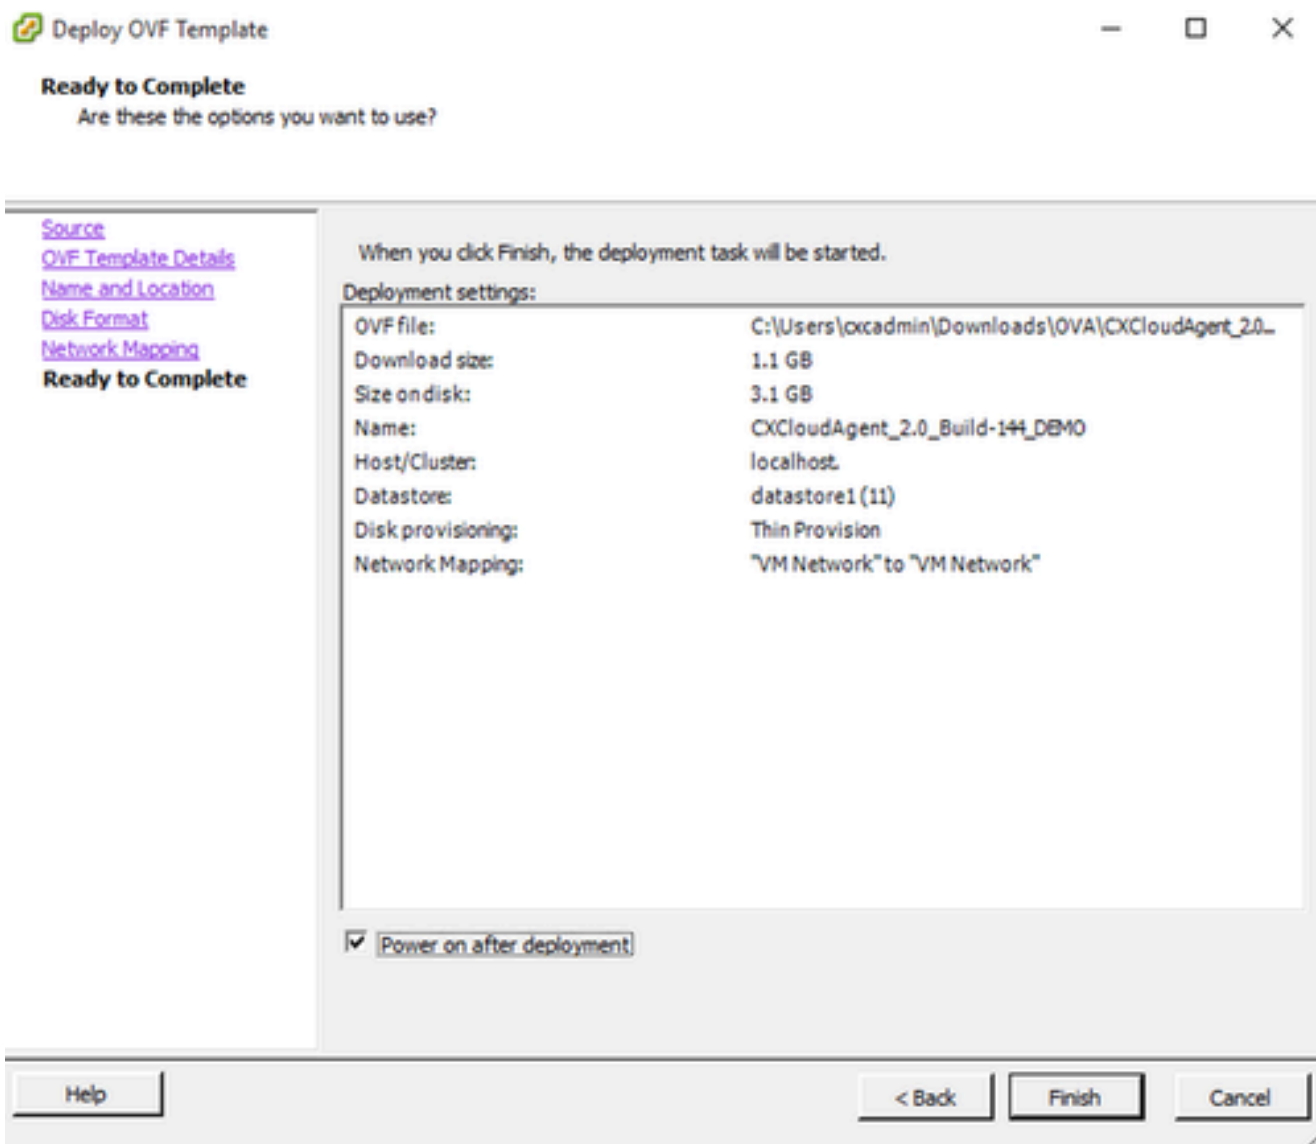 Deploy OVF Template
Ready to Complete
Are these the options you want to use?
Source
OVF Template Details
Name and Location
Disk Format
Network Mapping
Ready to Complete
When you click Finish, the deployment task will be started.
Deployment settings:
OVF file: C:\Users\cxcadmin\Downloads\OVA\CXCloudAgent_2.0...
Download size: 1.1 GB
Size on disk: 3.1 GB
Name: CXCloudAgent_2.0_Build-144_DEMO
Host/Cluster: localhost.
Datastore: datastore1 (11)
Disk provisioning: Thin Provision
Network Mapping: "VM Network" to "VM Network"
Power on after deployment
Help
< Back
Finish
Cancel